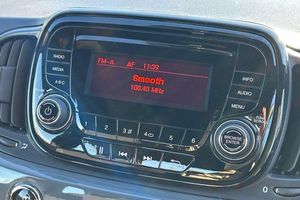 FM-A AF 11:39
Smooth
100.40 MHz
RADIO
MEDIA
A-B-C
INFO
AUDIO
MENU
1 2 3 4 5 6
BROWSE
ENTER